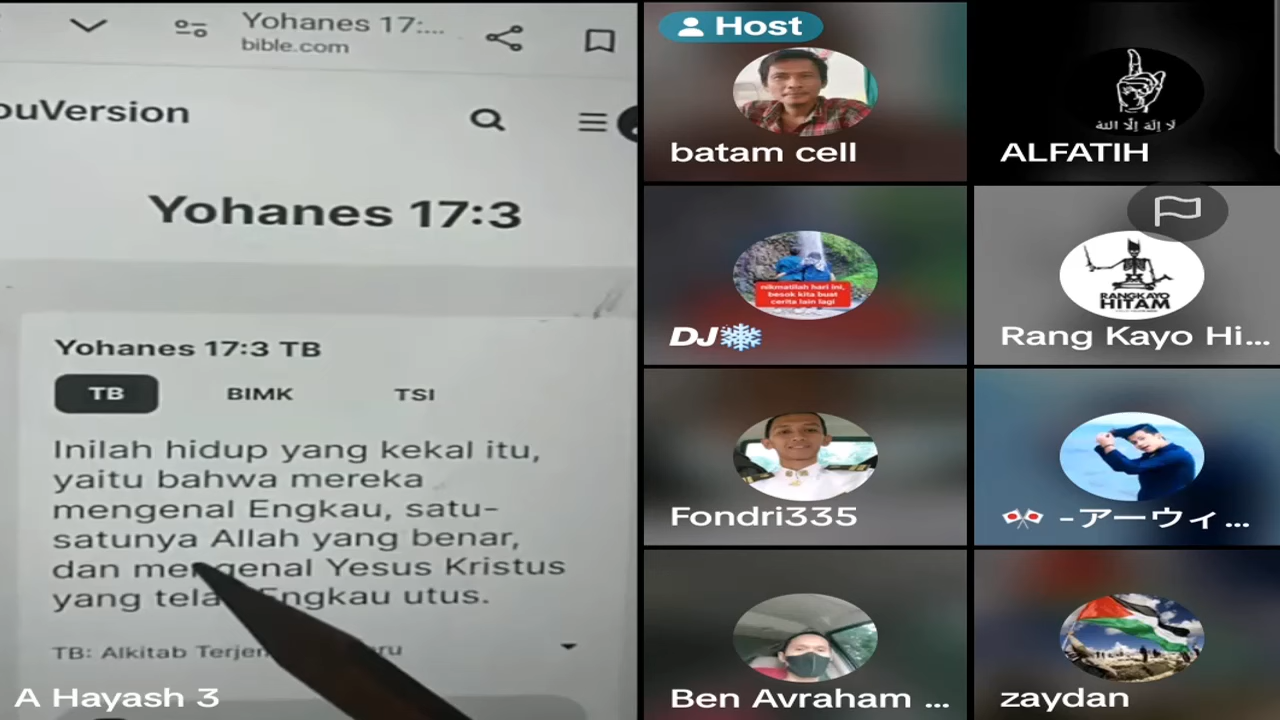 Yohanes 17:....
bible.com
ouVersion
Yohanes 17:3
Yohanes 17:3 TB
TB BIMK TSI
Inilah hidup yang kekal itu,
yaitu bahwa mereka
mengenal Engkau, satu-
satunya Allah yang benar,
dan mengenal Yesus Kristus
yang tela Engkau utus.
TB: Alkitab Terjem ru
A Hayash 3
Host
batam cell
لا إله إلا الله
ALFATIH
nikmatilah hari ini,
besok kita buat
cerita lain lagi
DJ❄️
RANGKAYO
HITAM
Rang Kayo Hi...
Fondri335
🎌 -アーウィ...
Ben Avraham ...
zaydan